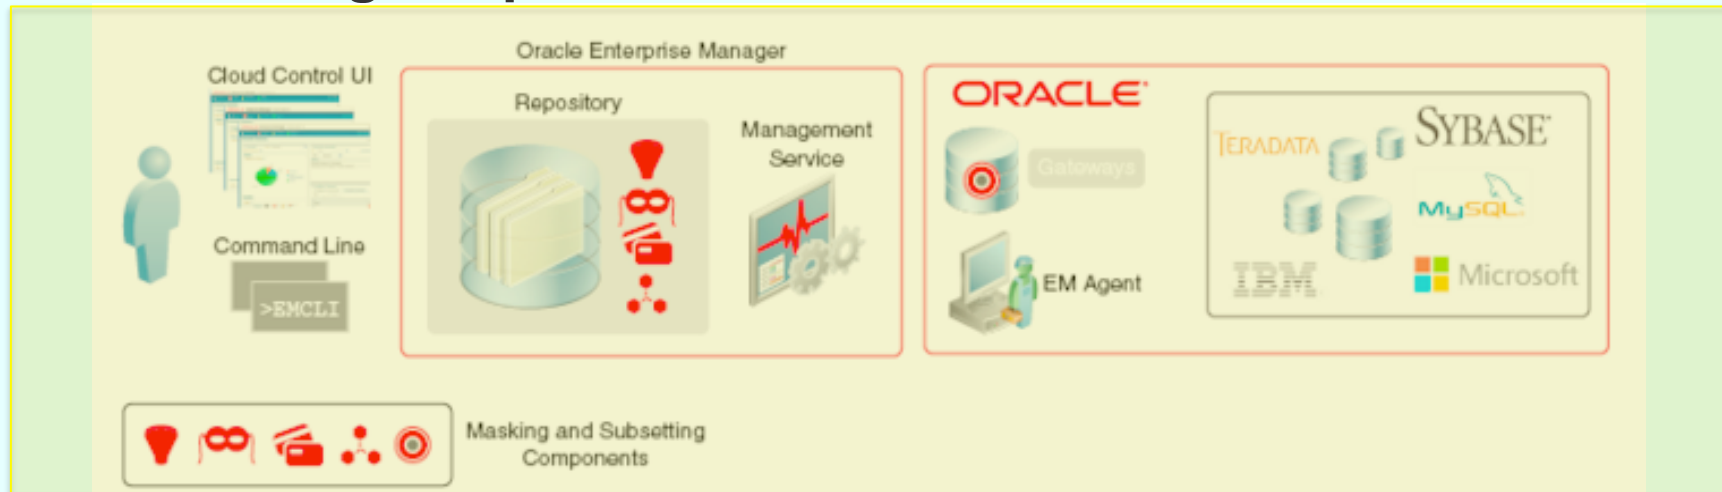 Oracle Enterprise Manager
Cloud Control UI
Repository
Management
Service
Command Line
>EMCLI
ORACLE
Gateways
EM Agent
TERADATA
SYBASE
MySQL
IBM
Microsoft
Masking and Subsetting
Components